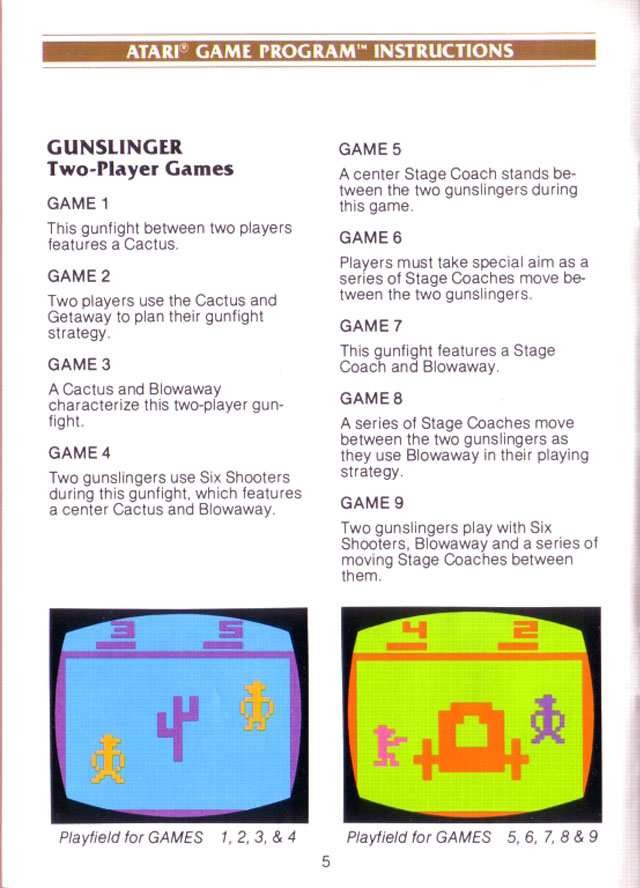 ATARI® GAME PROGRAM™ INSTRUCTIONS
GUNSLINGER
Two-Player Games
GAME 1
This gunfight between two players
features a Cactus.
GAME 2
Two players use the Cactus and
Getaway to plan their gunfight
strategy.
GAME 3
A Cactus and Blowaway
characterize this two-player gun-
fight.
GAME 4
Two gunslingers use Six Shooters
during this gunfight, which features
a center Cactus and Blowaway.
GAME 5
A center Stage Coach stands be-
tween the two gunslingers during
this game.
GAME 6
Players must take special aim as a
series of Stage Coaches move be-
tween the two gunslingers.
GAME 7
This gunfight features a Stage
Coach and Blowaway.
GAME 8
A series of Stage Coaches move
between the two gunslingers as
they use Blowaway in their playing
strategy.
GAME 9
Two gunslingers play with Six
Shooters, Blowaway and a series of
moving Stage Coaches between
them.
3 5
4 2
Playfield for GAMES 1, 2, 3, & 4
Playfield for GAMES 5, 6, 7, 8 & 9
5